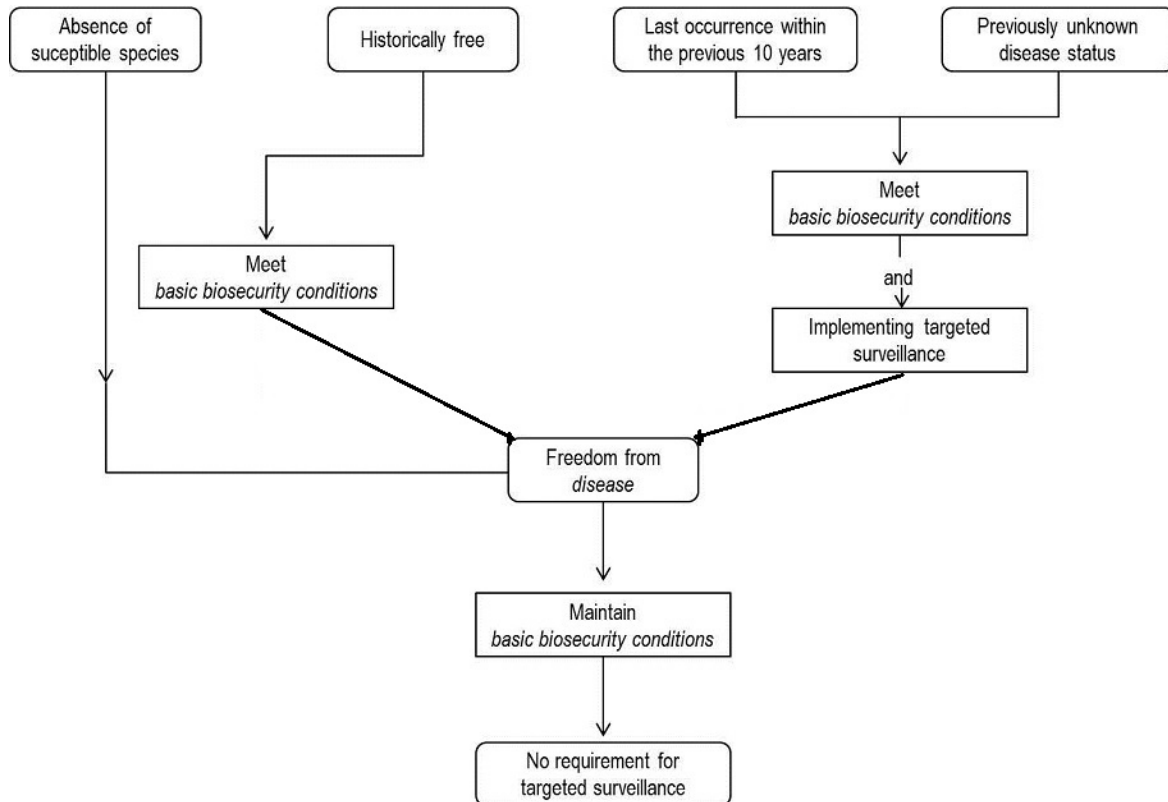 Absence of
suceptible species
Historically free
Last occurrence within
the previous 10 years
Previously unknown
disease status
Meet
basic biosecurity conditions
Meet
basic biosecurity conditions
and
Implementing targeted
surveillance
Freedom from
disease
Maintain
basic biosecurity conditions
No requirement for
targeted surveillance